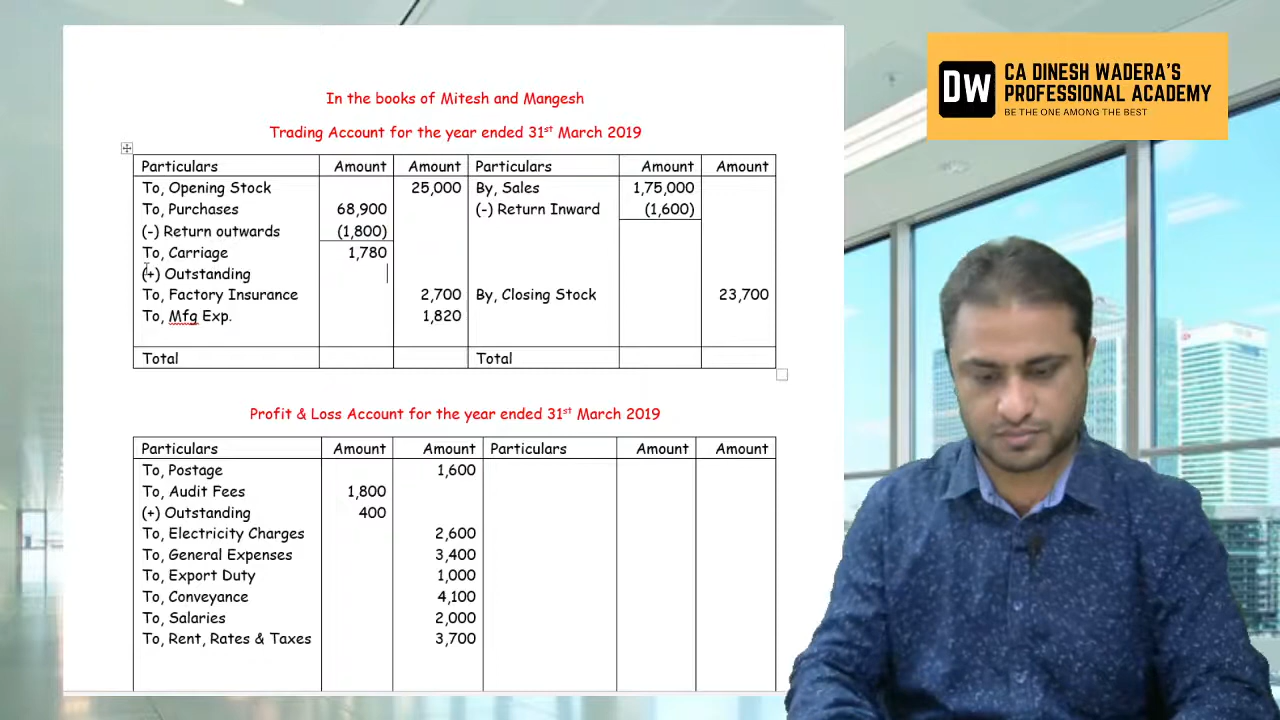 In the books of Mitesh and Mangesh
Trading Account for the year ended 31st March 2019
Particulars Amount Amount Particulars Amount Amount
To, Opening Stock 25,000 By, Sales 1,75,000
To, Purchases 68,900 (-) Return Inward (1,600)
(-) Return outwards (1,800)
To, Carriage 1,780
(+) Outstanding
To, Factory Insurance 2,700 By, Closing Stock 23,700
To, Mfg Exp. 1,820
Total Total
Profit & Loss Account for the year ended 31st March 2019
Particulars Amount Amount Particulars Amount Amount
To, Postage 1,600
To, Audit Fees 1,800
(+) Outstanding 400
To, Electricity Charges 2,600
To, General Expenses 3,400
To, Export Duty 1,000
To, Conveyance 4,100
To, Salaries 2,000
To, Rent, Rates & Taxes 3,700
DW
CA DINESH WADERA'S
PROFESSIONAL ACADEMY
BE THE ONE AMONG THE BEST